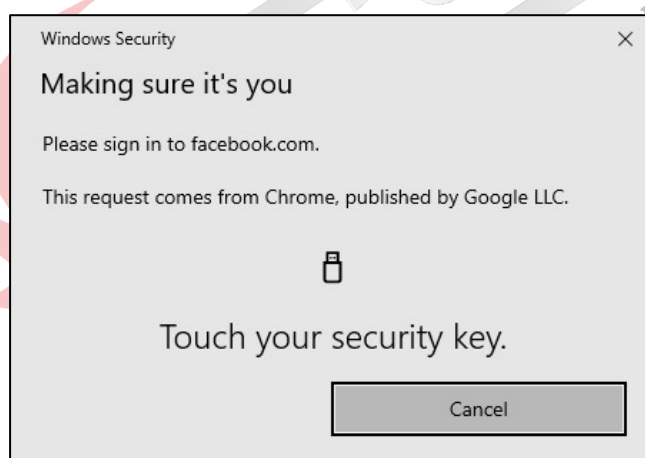 Windows Security
Making sure it's you
Please sign in to facebook.com.
This request comes from Chrome, published by Google LLC.
Touch your security key.
Cancel